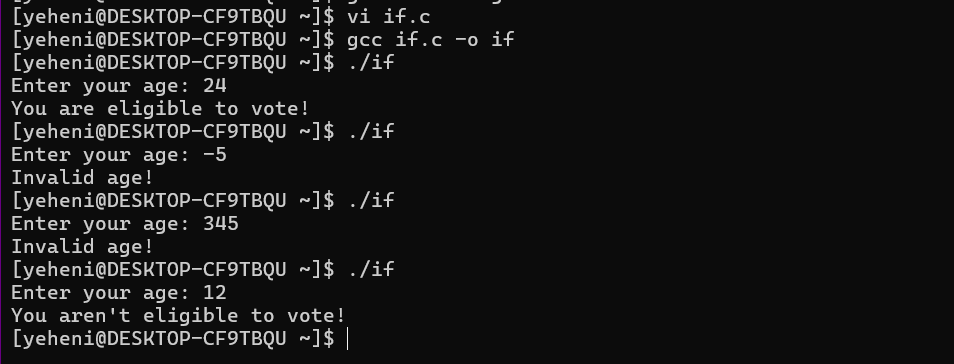 [yeheni@DESKTOP-CF9TBQU ~]$ vi if.c
[yeheni@DESKTOP-CF9TBQU ~]$ gcc if.c -o if
[yeheni@DESKTOP-CF9TBQU ~]$ ./if
Enter your age: 24
You are eligible to vote!
[yeheni@DESKTOP-CF9TBQU ~]$ ./if
Enter your age: -5
Invalid age!
[yeheni@DESKTOP-CF9TBQU ~]$ ./if
Enter your age: 345
Invalid age!
[yeheni@DESKTOP-CF9TBQU ~]$ ./if
Enter your age: 12
You aren't eligible to vote!
[yeheni@DESKTOP-CF9TBQU ~]$